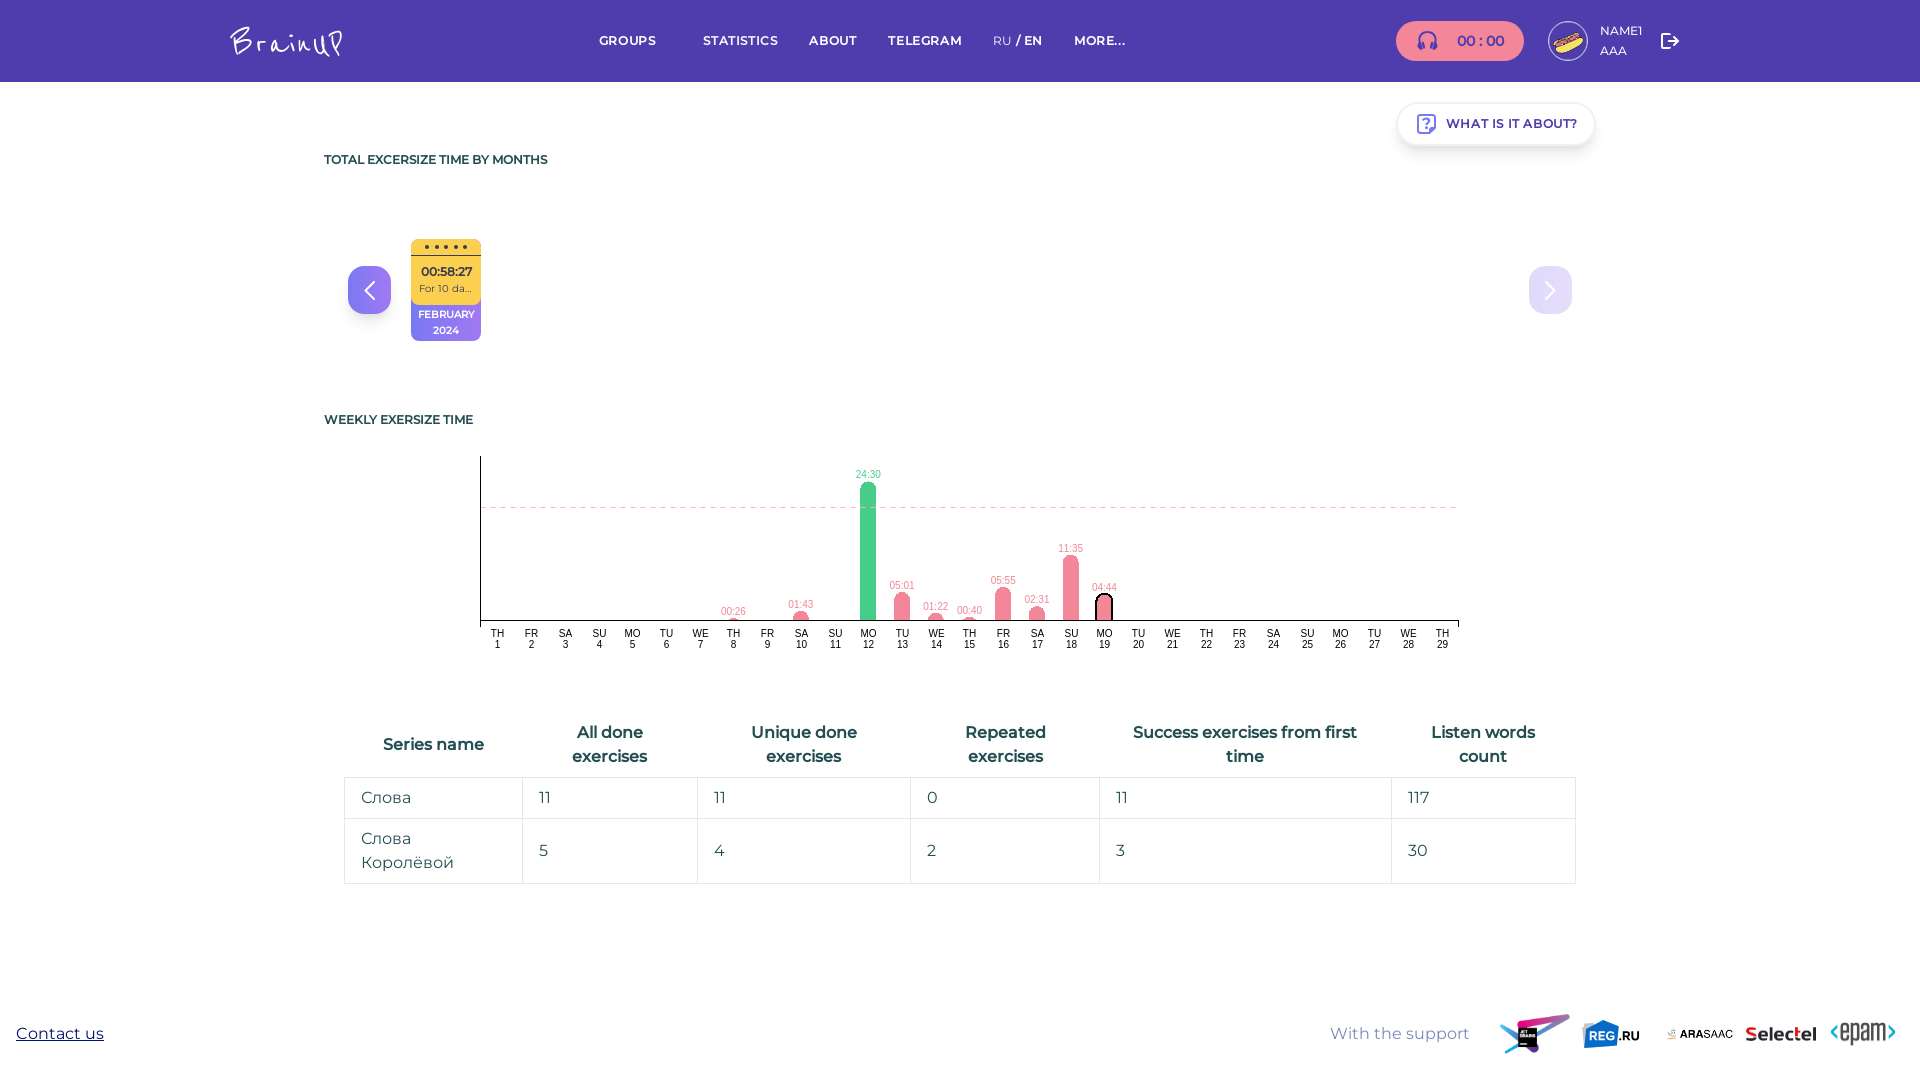 BrainUP
GROUPS
STATISTICS
ABOUT
TELEGRAM
RU / EN
MORE...
00 : 00
NAME1
AAA
WHAT IS IT ABOUT?
TOTAL EXCERSIZE TIME BY MONTHS
00:58:27
For 10 da...
FEBRUARY
2024
WEEKLY EXERSIZE TIME
24:30
11:35
05:55
05:01
04:44
02:31
01:43
01:22
00:40
00:26
TH FR SA SU MO TU WE TH FR SA SU MO TU WE TH FR SA SU MO TU WE TH FR SA SU MO TU WE TH
1 2 3 4 5 6 7 8 9 10 11 12 13 14 15 16 17 18 19 20 21 22 23 24 25 26 27 28 29
Series name
All done
exercises
Unique done
exercises
Repeated
exercises
Success exercises from first
time
Listen words
count
Слова 11 11 0 11 117
Слова
Королёвой
5 4 2 3 30
Contact us
With the support
JET
BRAINS
REG.RU
ARASAAC
Selectel
<epam>